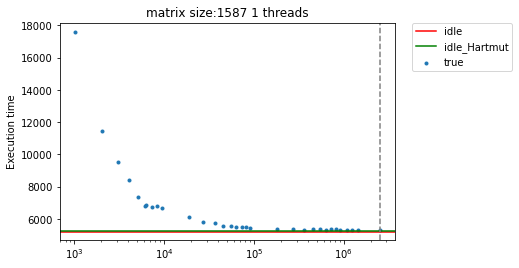 matrix size:1587 1 threads
18000
16000
14000
12000
10000
8000
6000
Execution time
10³
10⁴
10⁵
10⁶
idle
idle_Hartmut
true